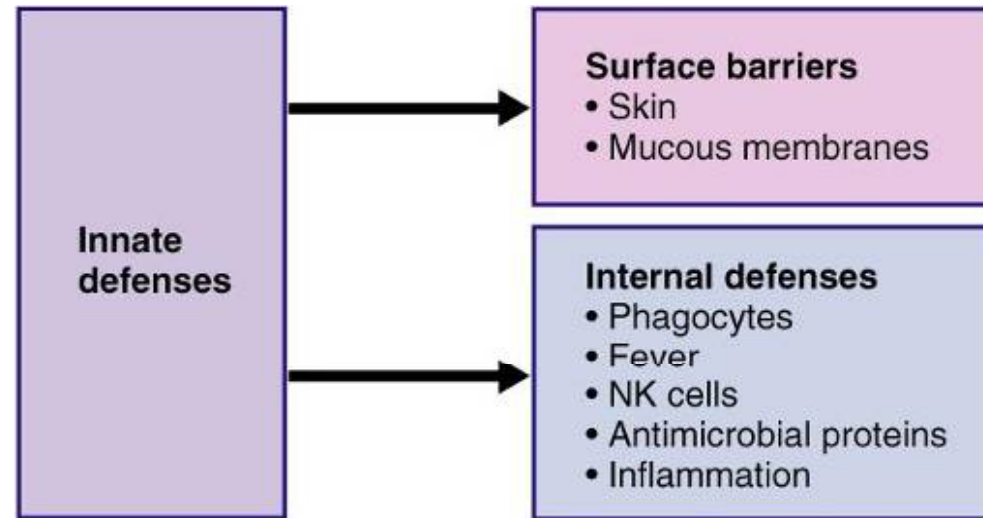 Innate
defenses
Surface barriers
• Skin
• Mucous membranes
Internal defenses
• Phagocytes
• Fever
• NK cells
• Antimicrobial proteins
• Inflammation